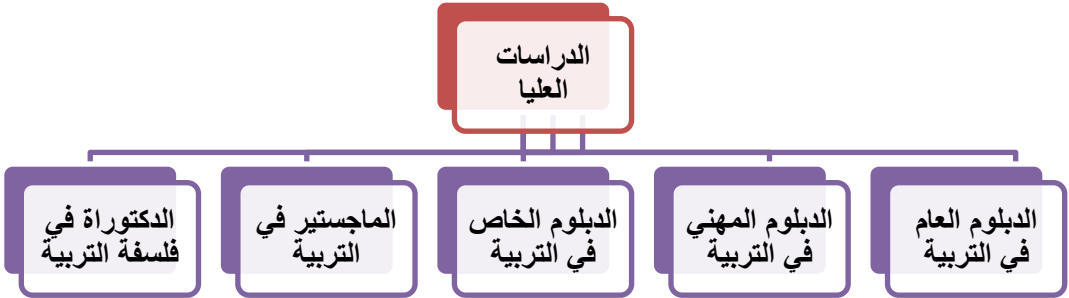 الدراسات
العليا
الدبلوم العام
في التربية
الدبلوم المهني
في التربية
الدبلوم الخاص
في التربية
الماجستير في
التربية
الدكتوراة في
فلسفة التربية